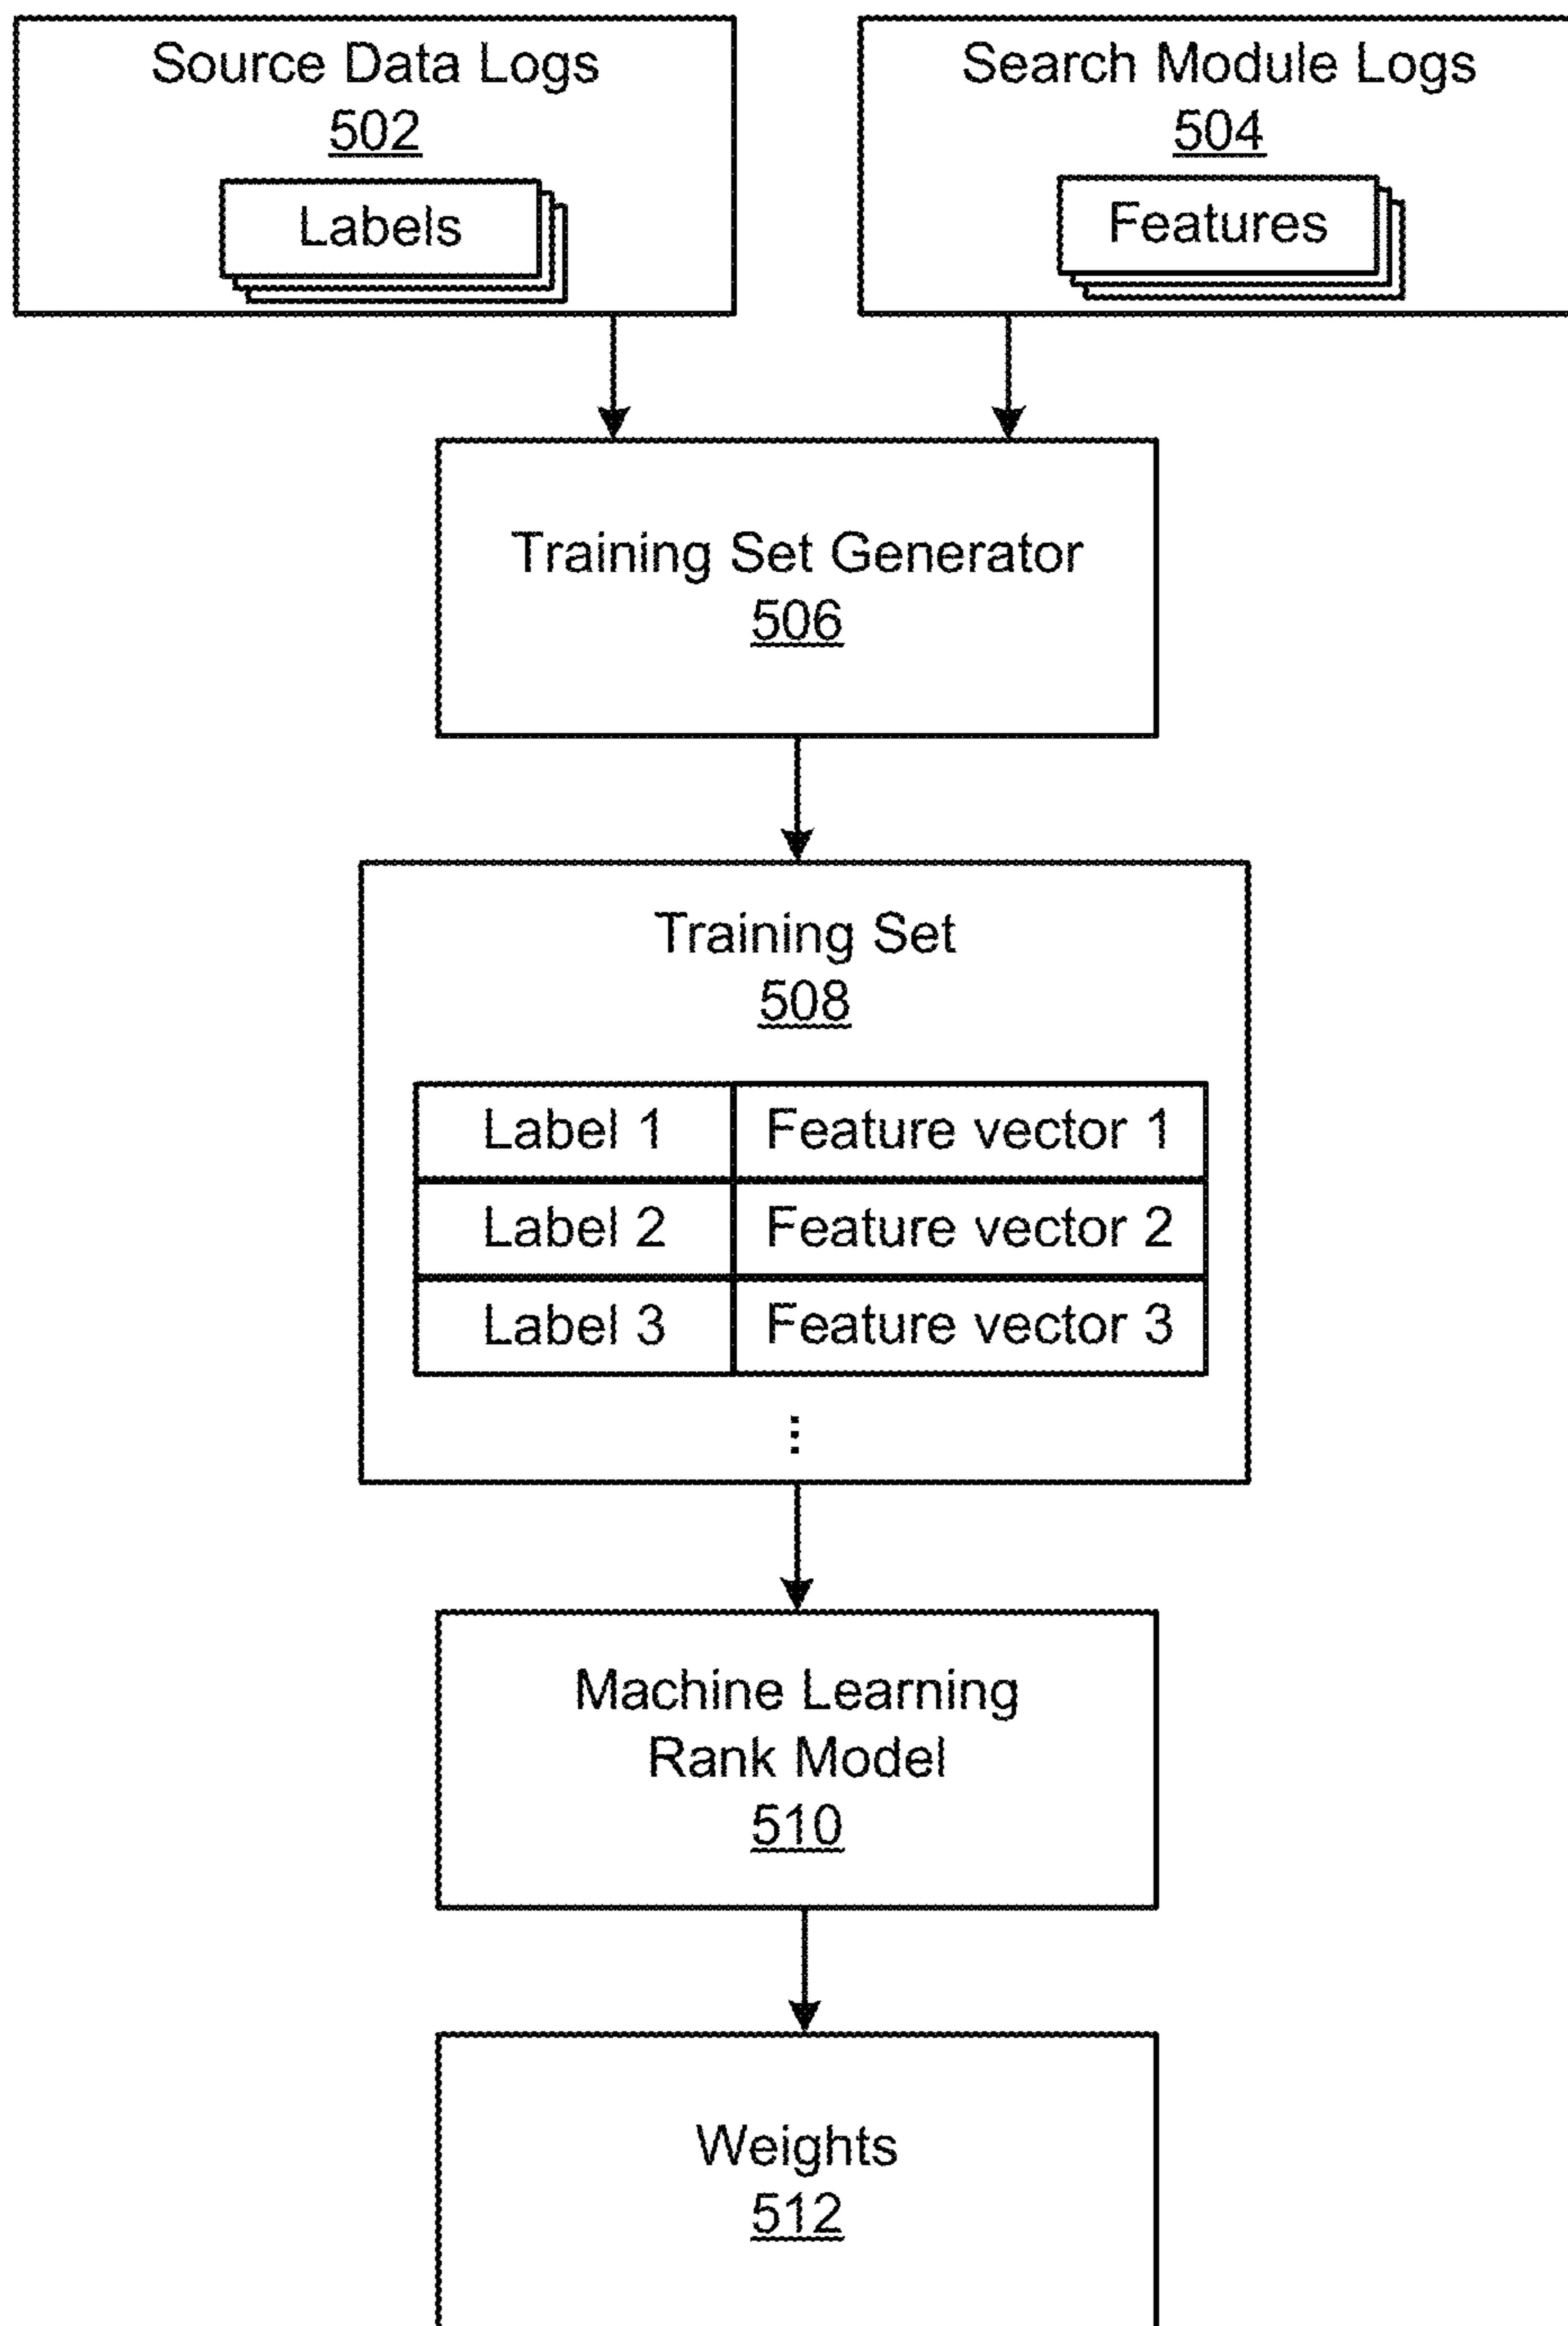 Source Data Logs
502
Labels
Search Module Logs
504
Features
Training Set Generator
506
Training Set
508
Label 1 Feature vector 1
Label 2 Feature vector 2
Label 3 Feature vector 3
⋮
Machine Learning
Rank Model
510
Weights
512